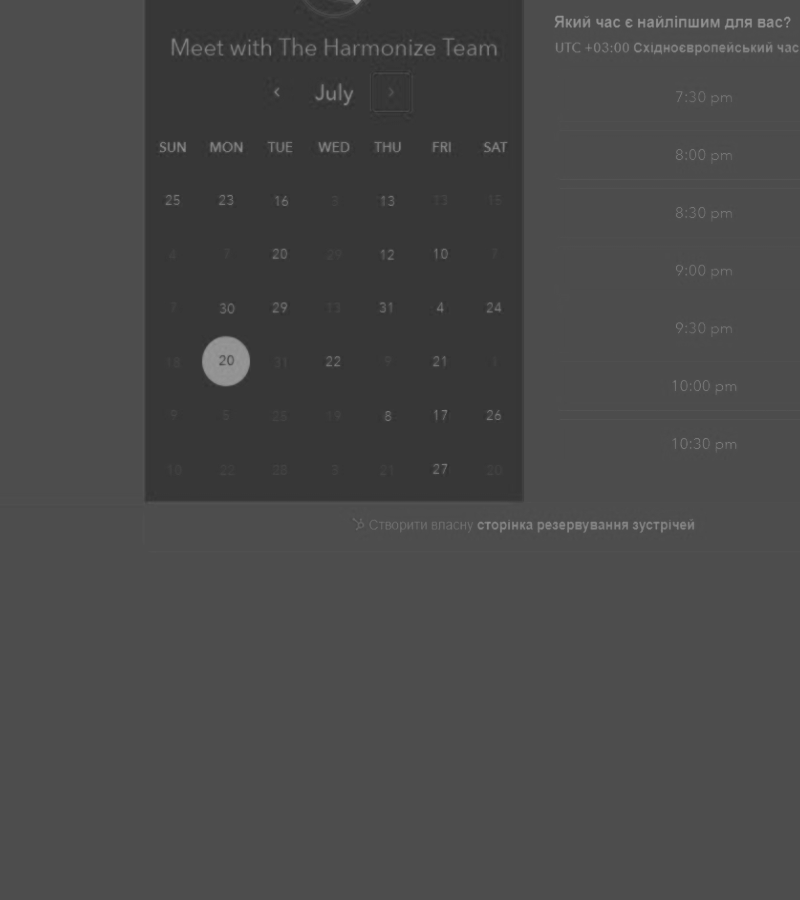 Meet with The Harmonize Team
July
SUN MON TUE WED THU FRI SAT
25 23 16 3 13 13 15
4 7 20 29 12 10 7
7 30 29 13 31 4 24
18 20 31 22 9 21
9 5 28 19 8 17 26
10 22 28 3 21 27 20
Який час є найліпшим для вас?
UTC +03:00 Східноєвропейський час
7:30 pm
8:00 pm
8:30 pm
9:00 pm
9:30 pm
10:00 pm
10:30 pm
Створити власну сторінка резервування зустрічей